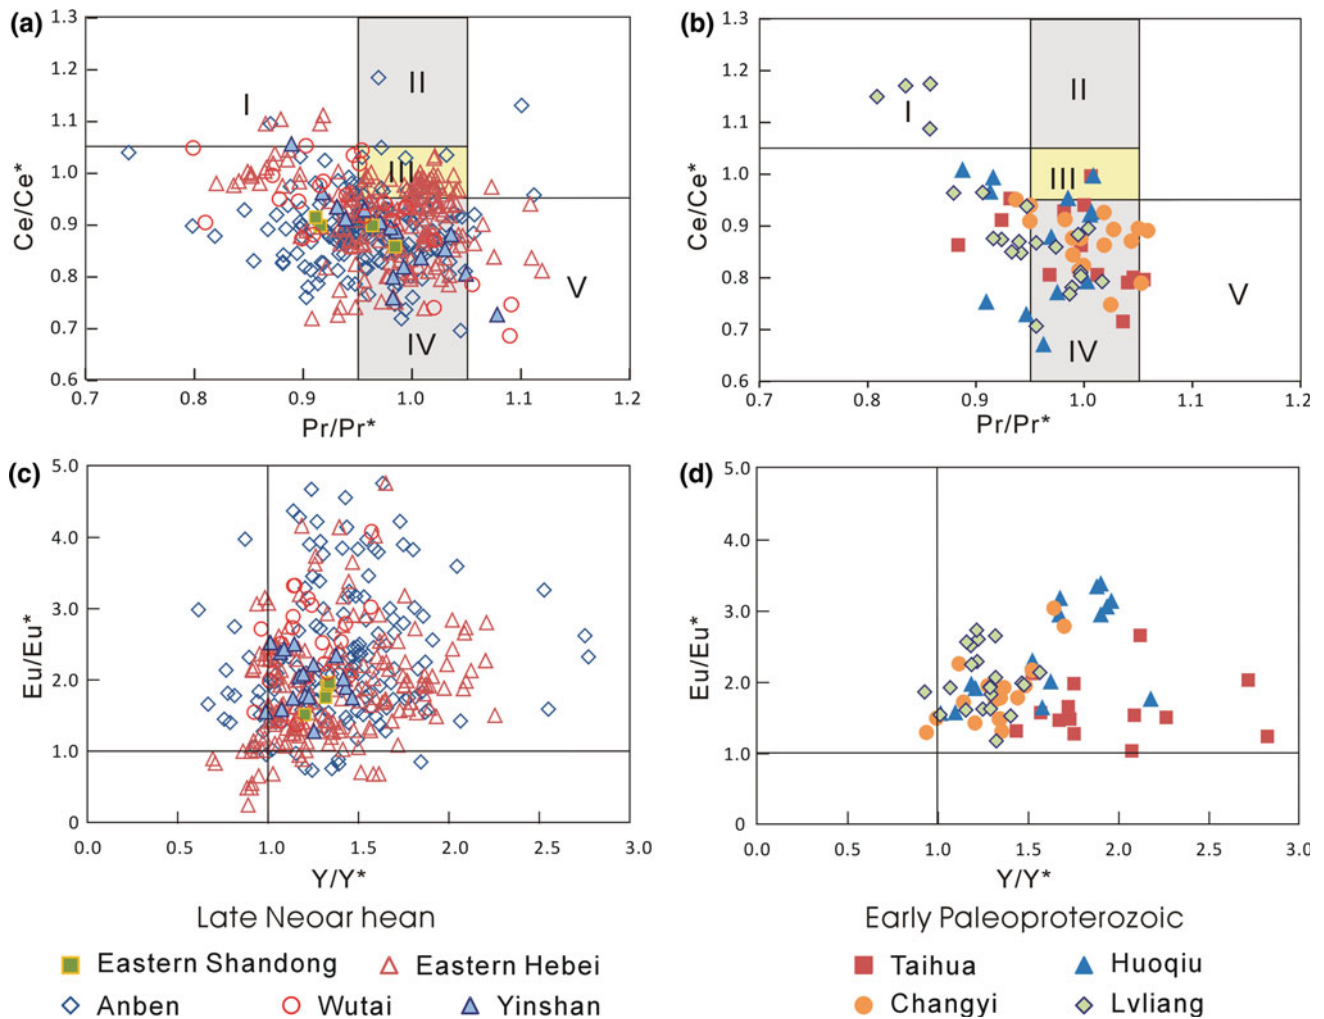 (a)
1.3
1.2
1.1
1.0
0.9
0.8
0.7
0.6
Ce/Ce*
I
II
III
IV
V
0.7 0.8 0.9 1.0 1.1 1.2
Pr/Pr*
(b)
1.3
1.2
1.1
1.0
0.9
0.8
0.7
0.6
Ce/Ce*
I
II
III
IV
V
0.7 0.8 0.9 1.0 1.1 1.2
Pr/Pr*
(c)
5.0
4.0
3.0
2.0
1.0
0
Eu/Eu*
0.0 0.5 1.0 1.5 2.0 2.5 3.0
Y/Y*
(d)
5.0
4.0
3.0
2.0
1.0
0
Eu/Eu*
0.0 0.5 1.0 1.5 2.0 2.5 3.0
Y/Y*
Late Neoar hean
Eastern Shandong Eastern Hebei
Anben Wutai Yinshan
Early Paleoproterozoic
Taihua Huoqiu
Changyi Lvliang